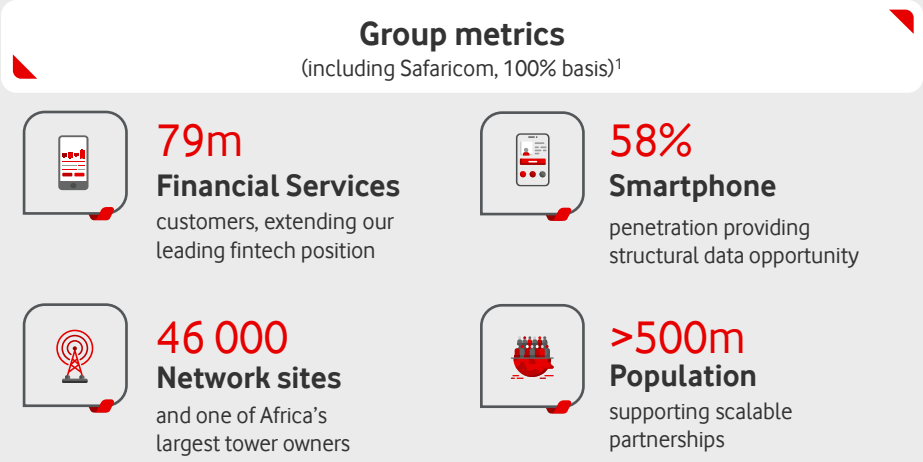 Group metrics
(including Safaricom, 100% basis)¹
79m
Financial Services
customers, extending our
leading fintech position
58%
Smartphone
penetration providing
structural data opportunity
46 000
Network sites
and one of Africa's
largest tower owners
>500m
Population
supporting scalable
partnerships